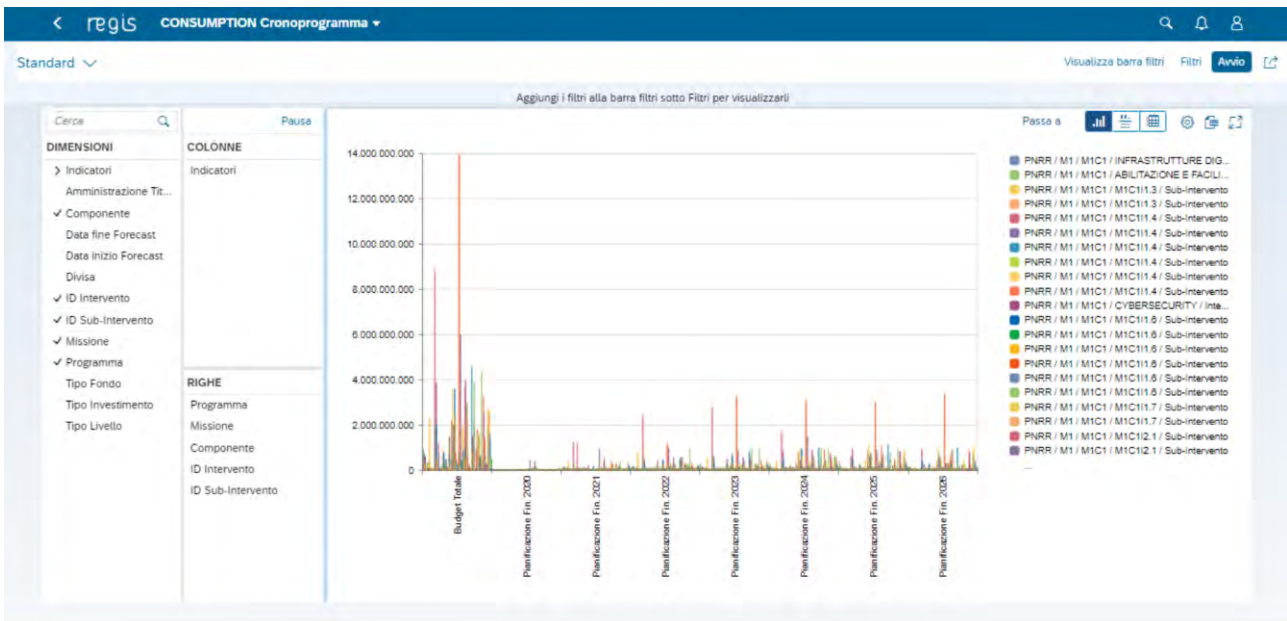 regis CONSUMPTION Cronoprogramma
Standard
Visualizza barra filtri Filtri Avvio
Aggiungi i filtri alla barra filtri sotto Filtri per visualizzarli
Cerca
Pausa
Passa a
DIMENSIONI
Indicatori
Amministrazione Tit...
Componente
Data fine Forecast
Data inizio Forecast
Divisa
ID Intervento
ID Sub-Intervento
Missione
Programma
Tipo Fondo
Tipo Investimento
Tipo Livello
COLONNE
Indicatori
RIGHE
Programma
Missione
Componente
ID Intervento
ID Sub-Intervento
14.000.000.000
12.000.000.000
10.000.000.000
8.000.000.000
6.000.000.000
4.000.000.000
2.000.000.000
0
Budget Totale
Pianificazione Fin. 2020
Pianificazione Fin. 2021
Pianificazione Fin. 2022
Pianificazione Fin. 2023
Pianificazione Fin. 2024
Pianificazione Fin. 2025
Pianificazione Fin. 2026
PNRR / M1 / M1C1 / INFRASTRUTTURE DIG...
PNRR / M1 / M1C1 / ABILITAZIONE E FACILI...
PNRR / M1 / M1C1 / M1C1I1.3 / Sub-Intervento
PNRR / M1 / M1C1 / M1C1I1.3 / Sub-Intervento
PNRR / M1 / M1C1 / M1C1I1.4 / Sub-Intervento
PNRR / M1 / M1C1 / M1C1I1.4 / Sub-Intervento
PNRR / M1 / M1C1 / M1C1I1.4 / Sub-Intervento
PNRR / M1 / M1C1 / M1C1I1.4 / Sub-Intervento
PNRR / M1 / M1C1 / M1C1I1.4 / Sub-Intervento
PNRR / M1 / M1C1 / M1C1I1.4 / Sub-Intervento
PNRR / M1 / M1C1 / CYBERSECURITY / Inte...
PNRR / M1 / M1C1 / M1C1I1.6 / Sub-Intervento
PNRR / M1 / M1C1 / M1C1I1.6 / Sub-Intervento
PNRR / M1 / M1C1 / M1C1I1.6 / Sub-Intervento
PNRR / M1 / M1C1 / M1C1I1.6 / Sub-Intervento
PNRR / M1 / M1C1 / M1C1I1.6 / Sub-Intervento
PNRR / M1 / M1C1 / M1C1I1.6 / Sub-Intervento
PNRR / M1 / M1C1 / M1C1I1.7 / Sub-Intervento
PNRR / M1 / M1C1 / M1C1I1.7 / Sub-Intervento
PNRR / M1 / M1C1 / M1C1I2.1 / Sub-Intervento
PNRR / M1 / M1C1 / M1C1I2.1 / Sub-Intervento
...